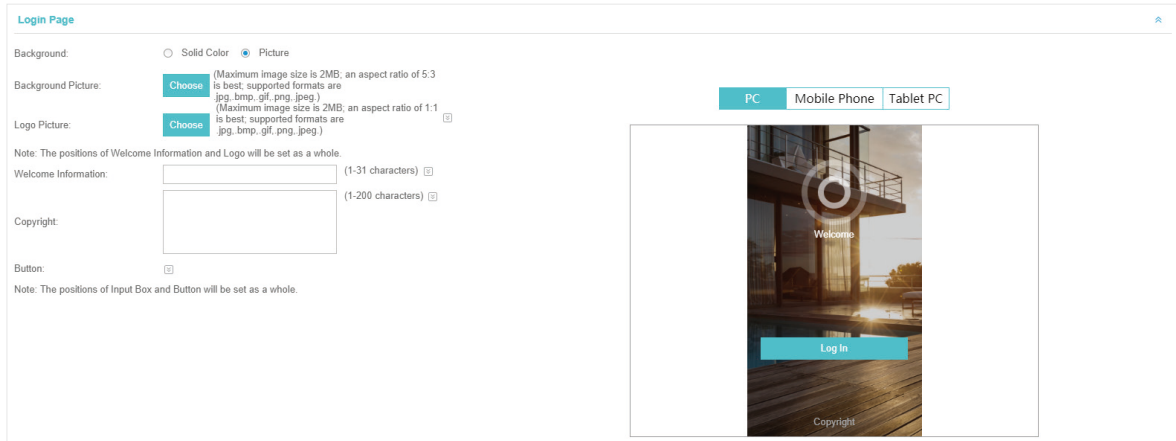 Login Page
Background: Solid Color Picture
Background Picture: Choose (Maximum image size is 2MB; an aspect ratio of 5:3
is best; supported formats are
.jpg,.bmp,.gif,.png,.jpeg.)
Logo Picture: Choose (Maximum image size is 2MB; an aspect ratio of 1:1
is best; supported formats are
.jpg,.bmp,.gif,.png,.jpeg.)
Note: The positions of Welcome Information and Logo will be set as a whole.
Welcome Information: (1-31 characters)
Copyright: (1-200 characters)
Button:
Note: The positions of Input Box and Button will be set as a whole.
PC Mobile Phone Tablet PC
Welcome
Log In
Copyright